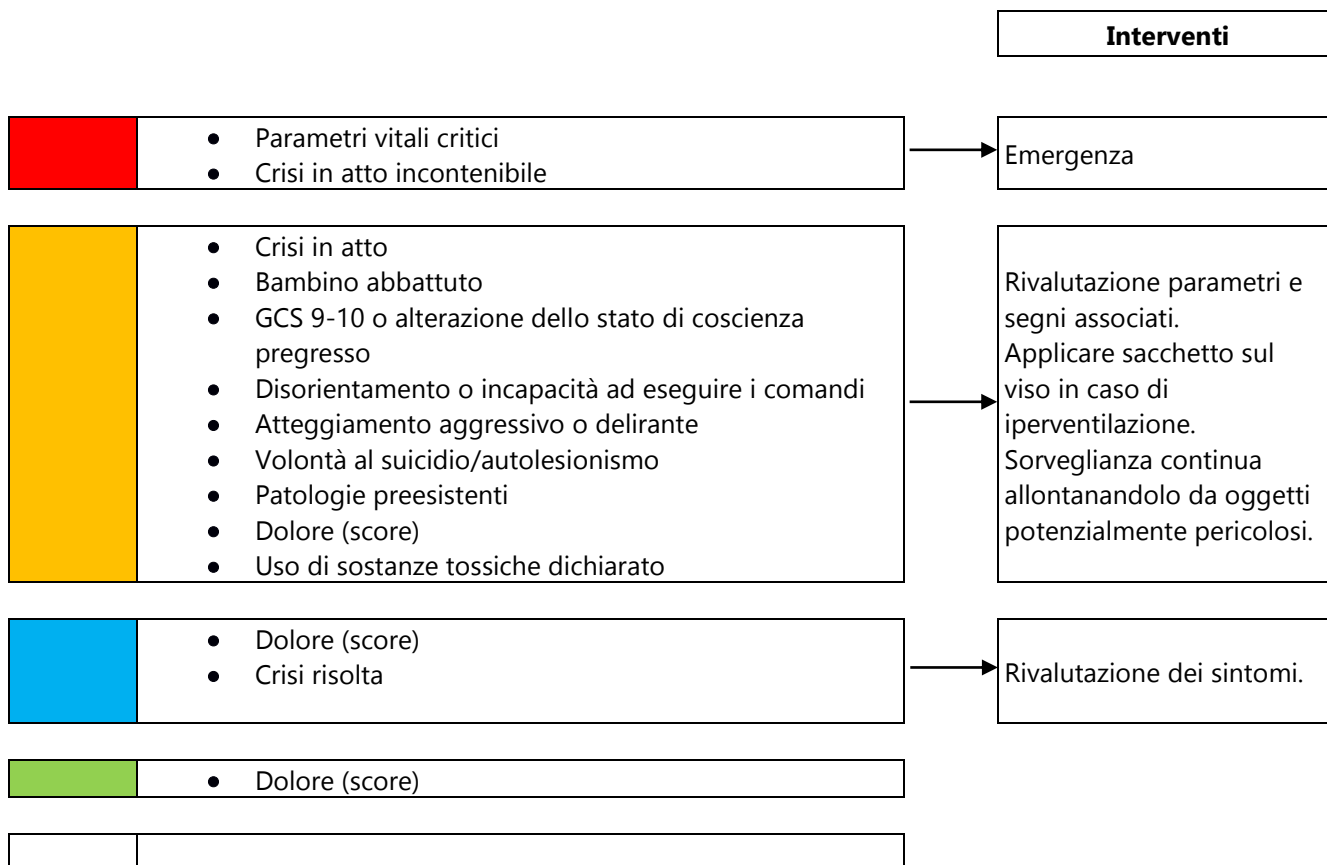 Interventi
● Parametri vitali critici
● Crisi in atto incontenibile
Emergenza
● Crisi in atto
● Bambino abbattuto
● GCS 9-10 o alterazione dello stato di coscienza
pregresso
● Disorientamento o incapacità ad eseguire i comandi
● Atteggiamento aggressivo o delirante
● Volontà al suicidio/autolesionismo
● Patologie preesistenti
● Dolore (score)
● Uso di sostanze tossiche dichiarato
Rivalutazione parametri e
segni associati.
Applicare sacchetto sul
viso in caso di
iperventilazione.
Sorveglianza continua
allontanandolo da oggetti
potenzialmente pericolosi.
● Dolore (score)
● Crisi risolta
Rivalutazione dei sintomi.
● Dolore (score)